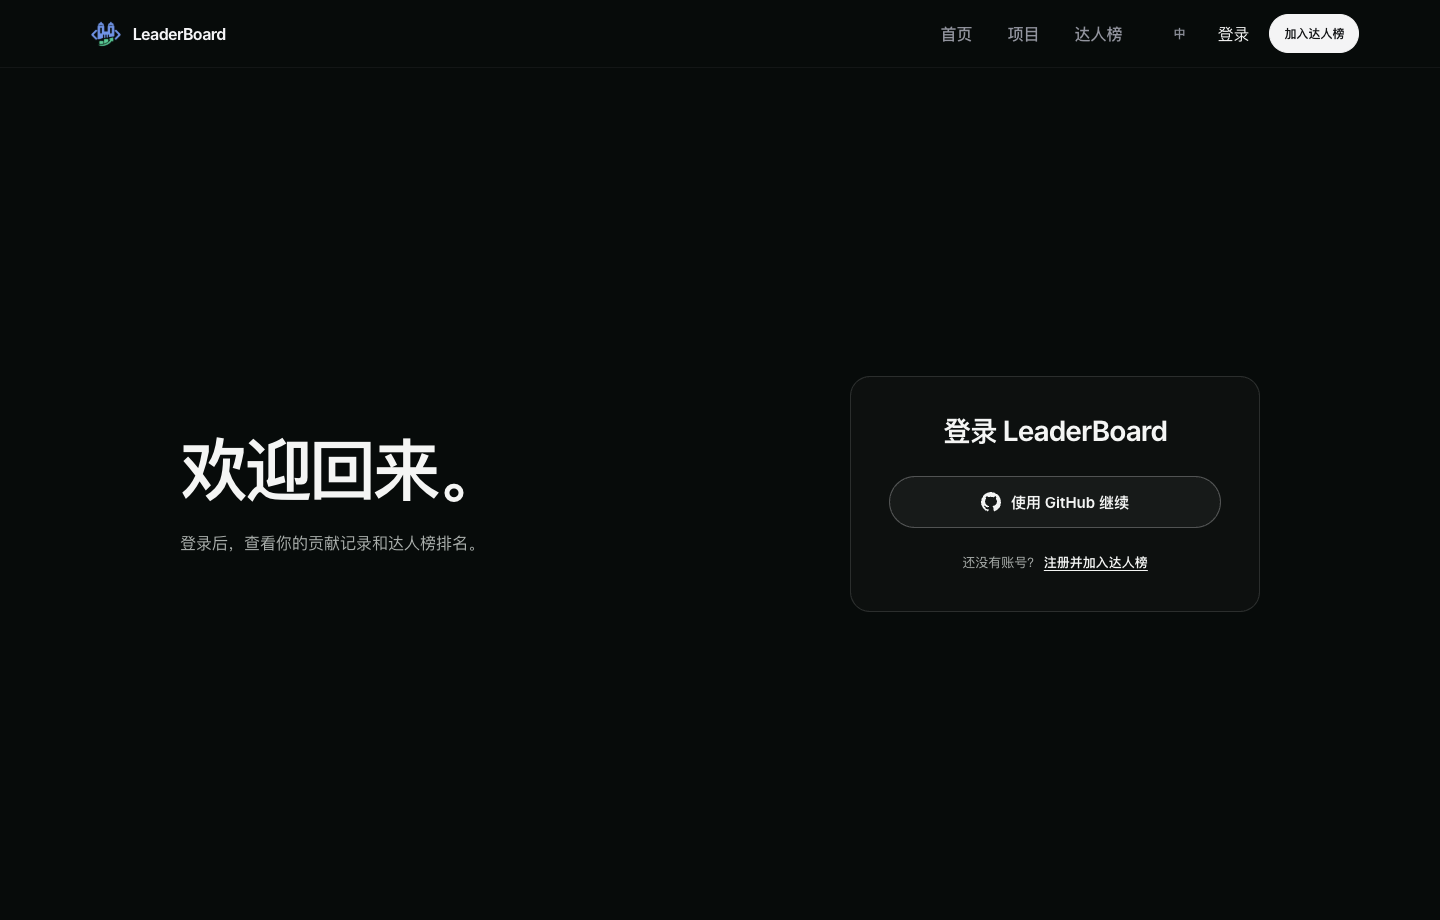 LeaderBoard
首页
项目
达人榜
中
登录
加入达人榜
欢迎回来。
登录后，查看你的贡献记录和达人榜排名。
登录 LeaderBoard
使用 GitHub 继续
还没有账号? 注册并加入达人榜